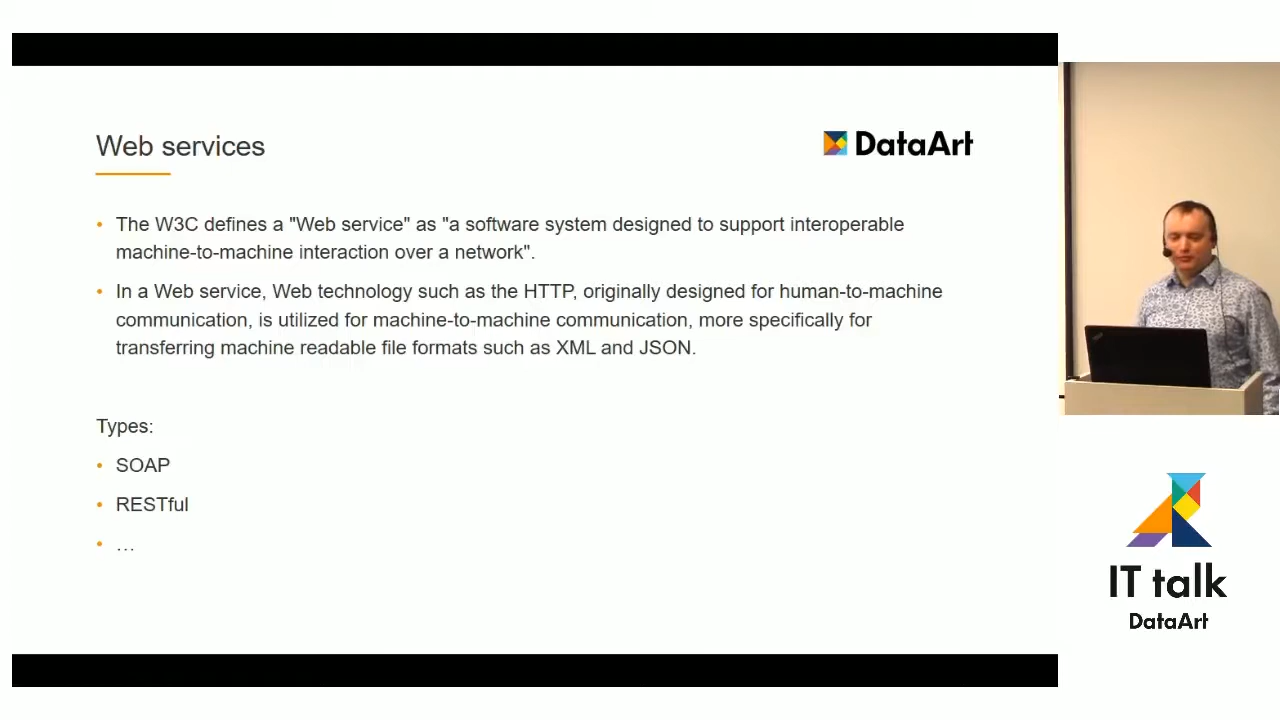 Web services
DataArt
• The W3C defines a "Web service" as "a software system designed to support interoperable
machine-to-machine interaction over a network".
• In a Web service, Web technology such as the HTTP, originally designed for human-to-machine
communication, is utilized for machine-to-machine communication, more specifically for
transferring machine readable file formats such as XML and JSON.
Types:
• SOAP
• RESTful
• …
IT talk
DataArt